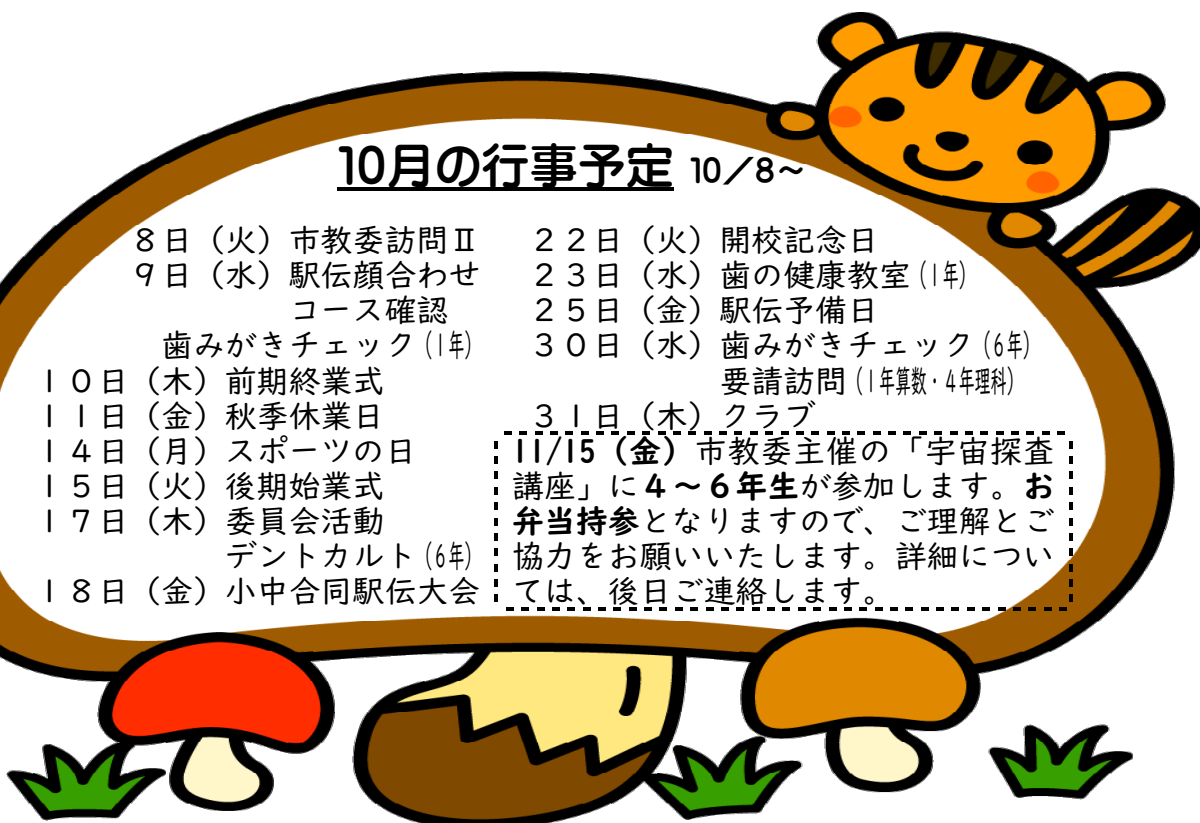 10月の行事予定 10/8~
８日（火）市教委訪問Ⅱ
９日（水）駅伝顔合わせ
コース確認
歯みがきチェック(1年)
１０日（木）前期終業式
１１日（金）秋季休業日
１４日（月）スポーツの日
１５日（火）後期始業式
１７日（木）委員会活動
デントカルト(6年)
１８日（金）小中合同駅伝大会
２２日（火）開校記念日
２３日（水）歯の健康教室(1年)
２５日（金）駅伝予備日
３０日（水）歯みがきチェック(6年)
要請訪問(1年算数・4年理科)
３１日（木）クラブ
11/15（金）市教委主催の「宇宙探査
講座」に４～６年生が参加します。お
弁当持参となりますので、ご理解とご
協力をお願いいたします。詳細につい
ては、後日ご連絡します。